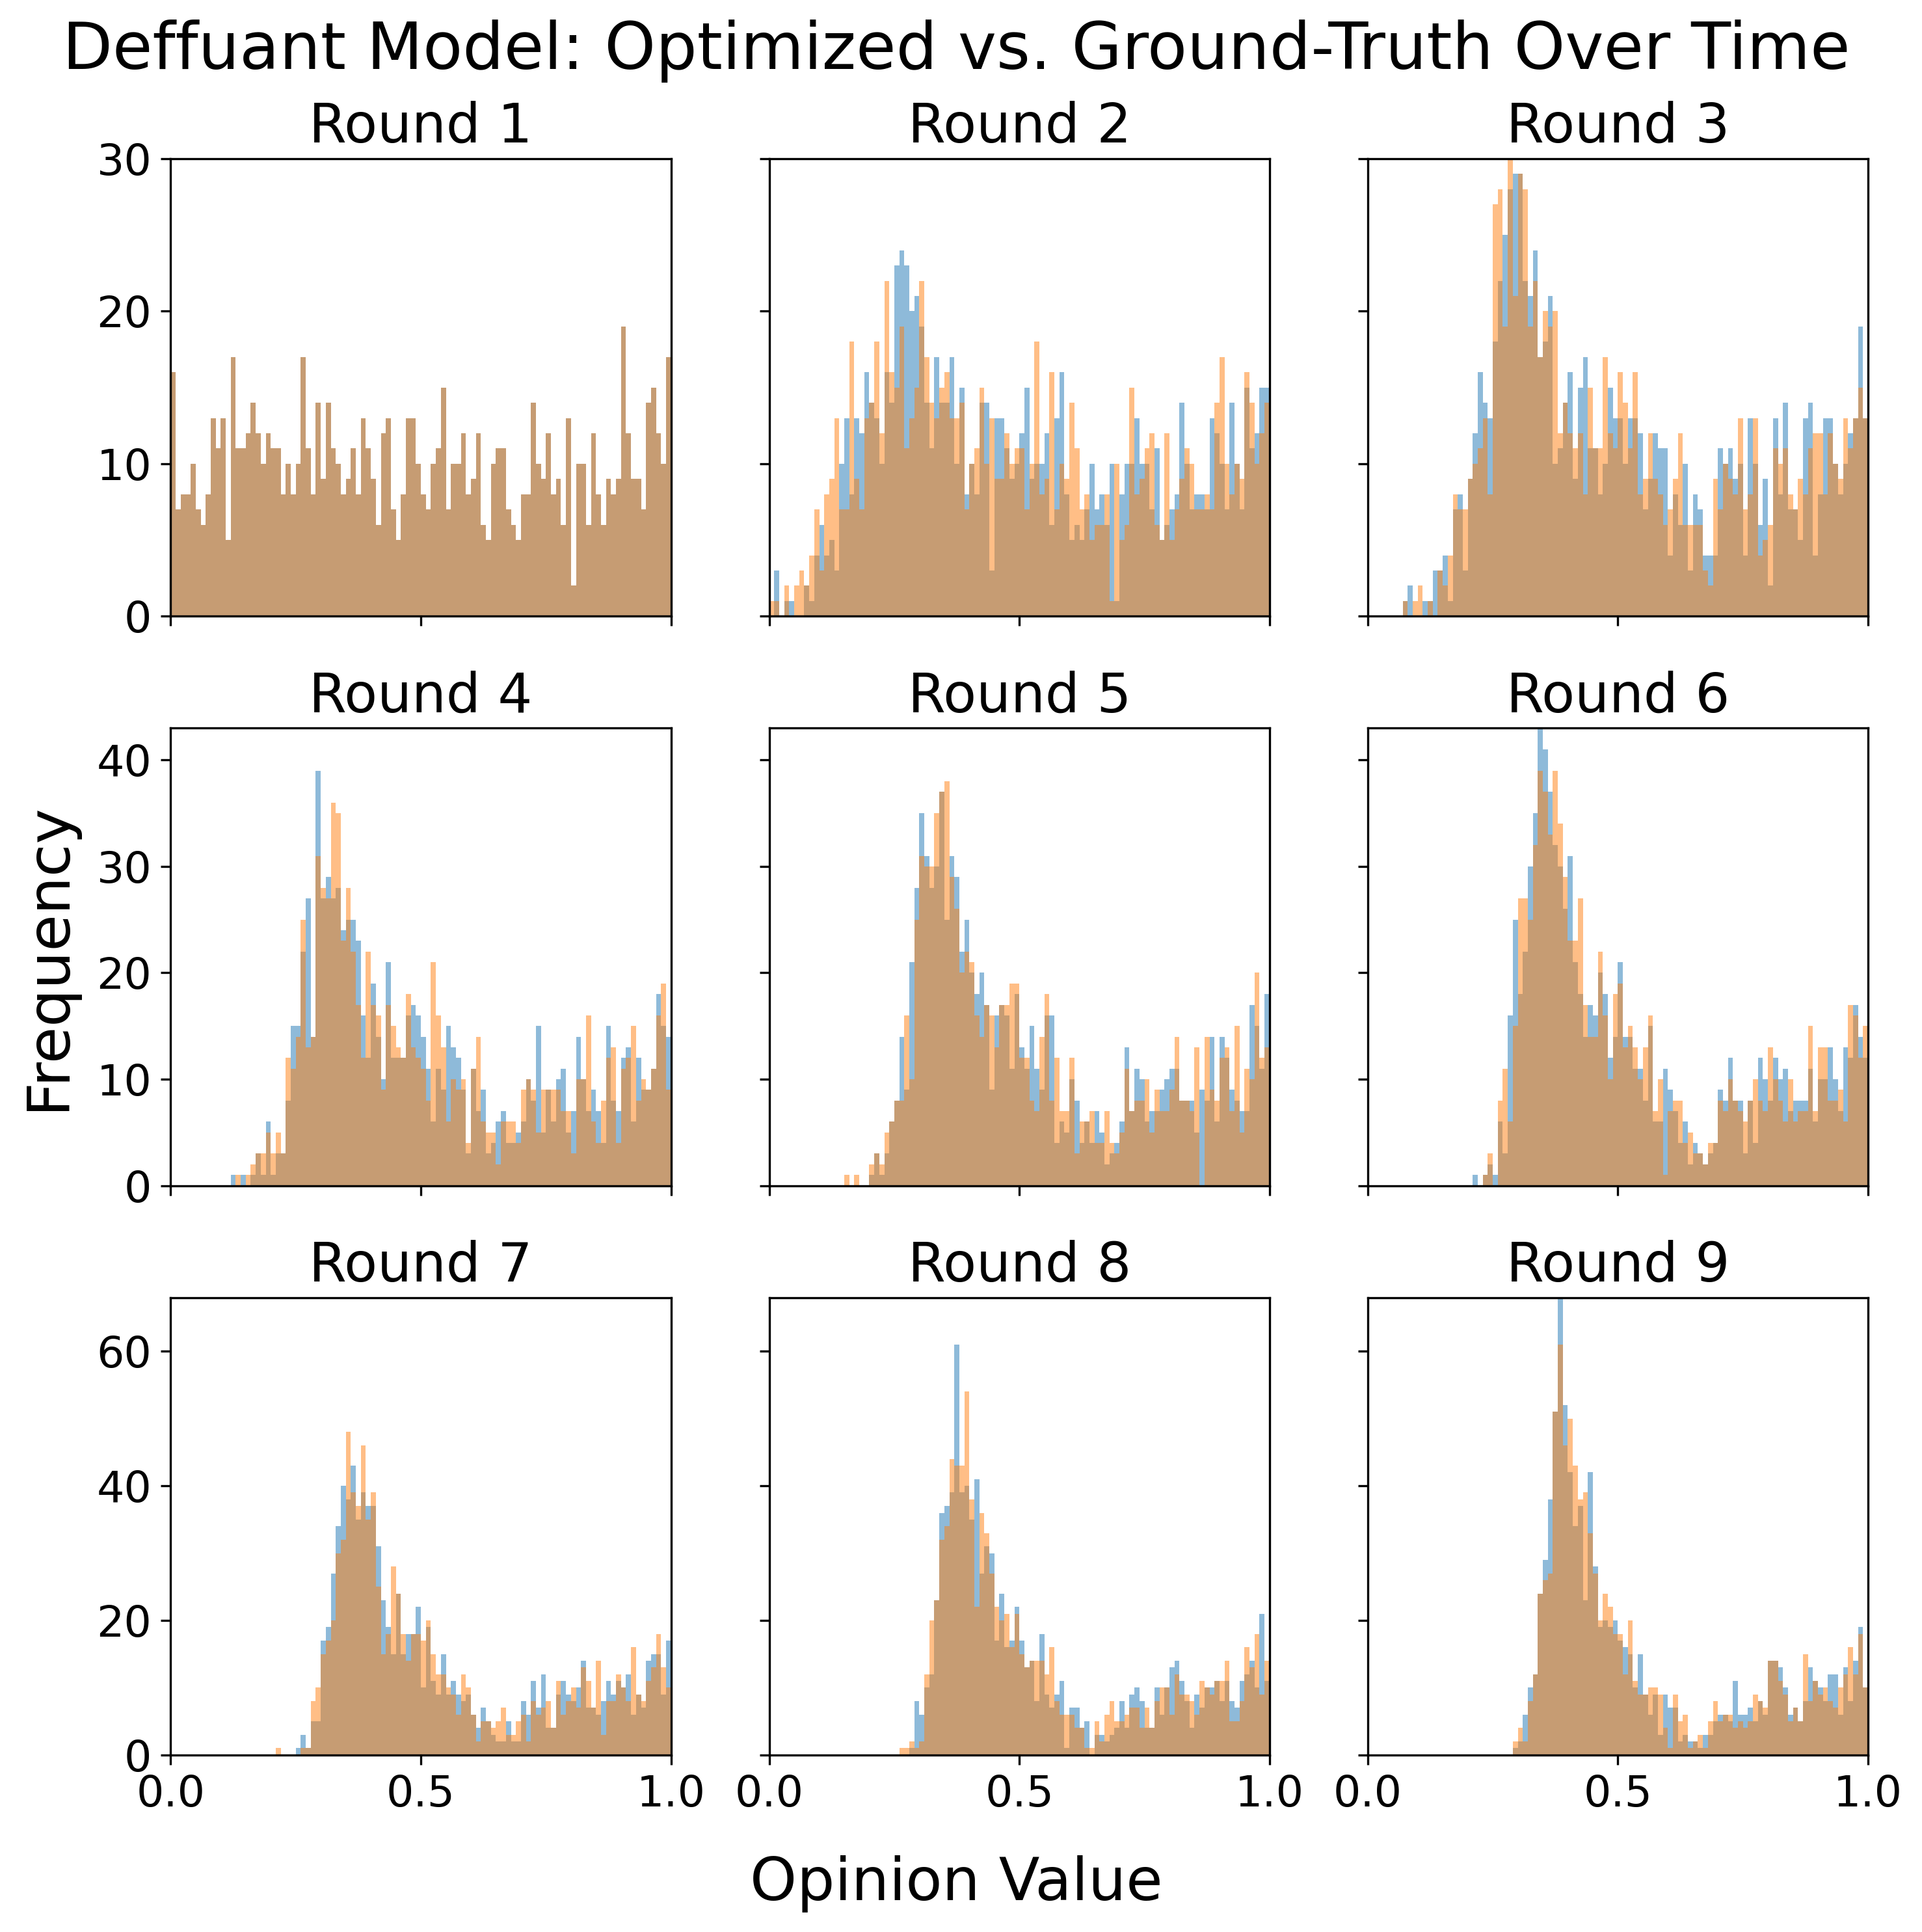 Deffuant Model: Optimized vs. Ground-Truth Over Time
Round 1
Round 2
Round 3
30
20
10
0
Round 4
Round 5
Round 6
40
30
20
10
0
Frequency
Round 7
Round 8
Round 9
60
40
20
0
0.0 0.5 1.0
0.0 0.5 1.0
0.0 0.5 1.0
Opinion Value